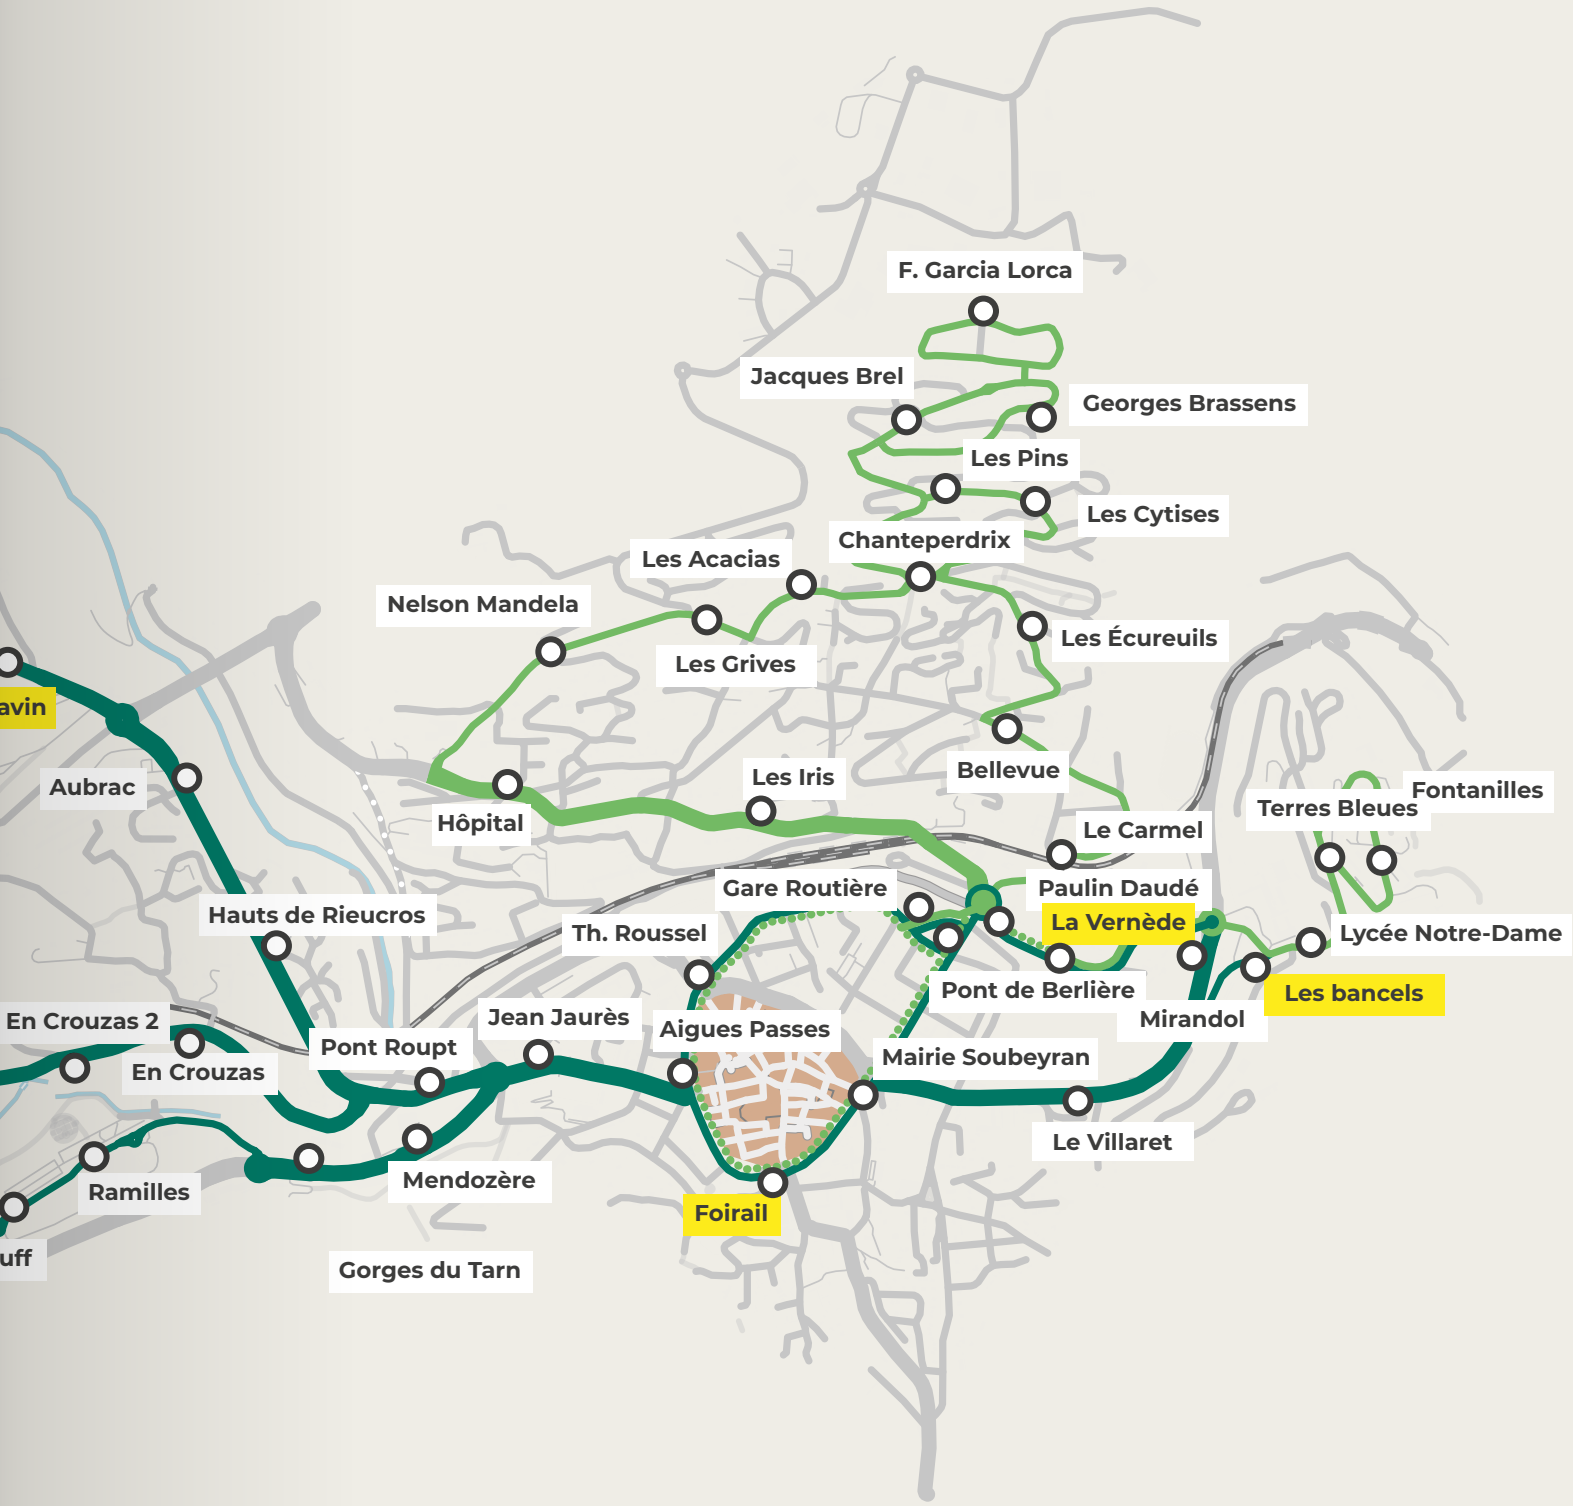 F. Garcia Lorca
Jacques Brel
Georges Brassens
Les Pins
Les Cytises
Chanteperdrix
Les Acacias
Nelson Mandela
Les Écureuils
Les Grives
avin
Bellevue
Les Iris
Aubrac
Fontanilles
Terres Bleues
Hôpital
Le Carmel
Gare Routière
Paulin Daudé
Hauts de Rieucros
La Vernède
Th. Roussel
Lycée Notre-Dame
Pont de Berlière
Les bancels
Jean Jaurès
En Crouzas 2
Mirandol
Aigues Passes
Pont Roupt
Mairie Soubeyran
En Crouzas
Le Villaret
Mendozère
Ramilles
Foirail
uff
Gorges du Tarn